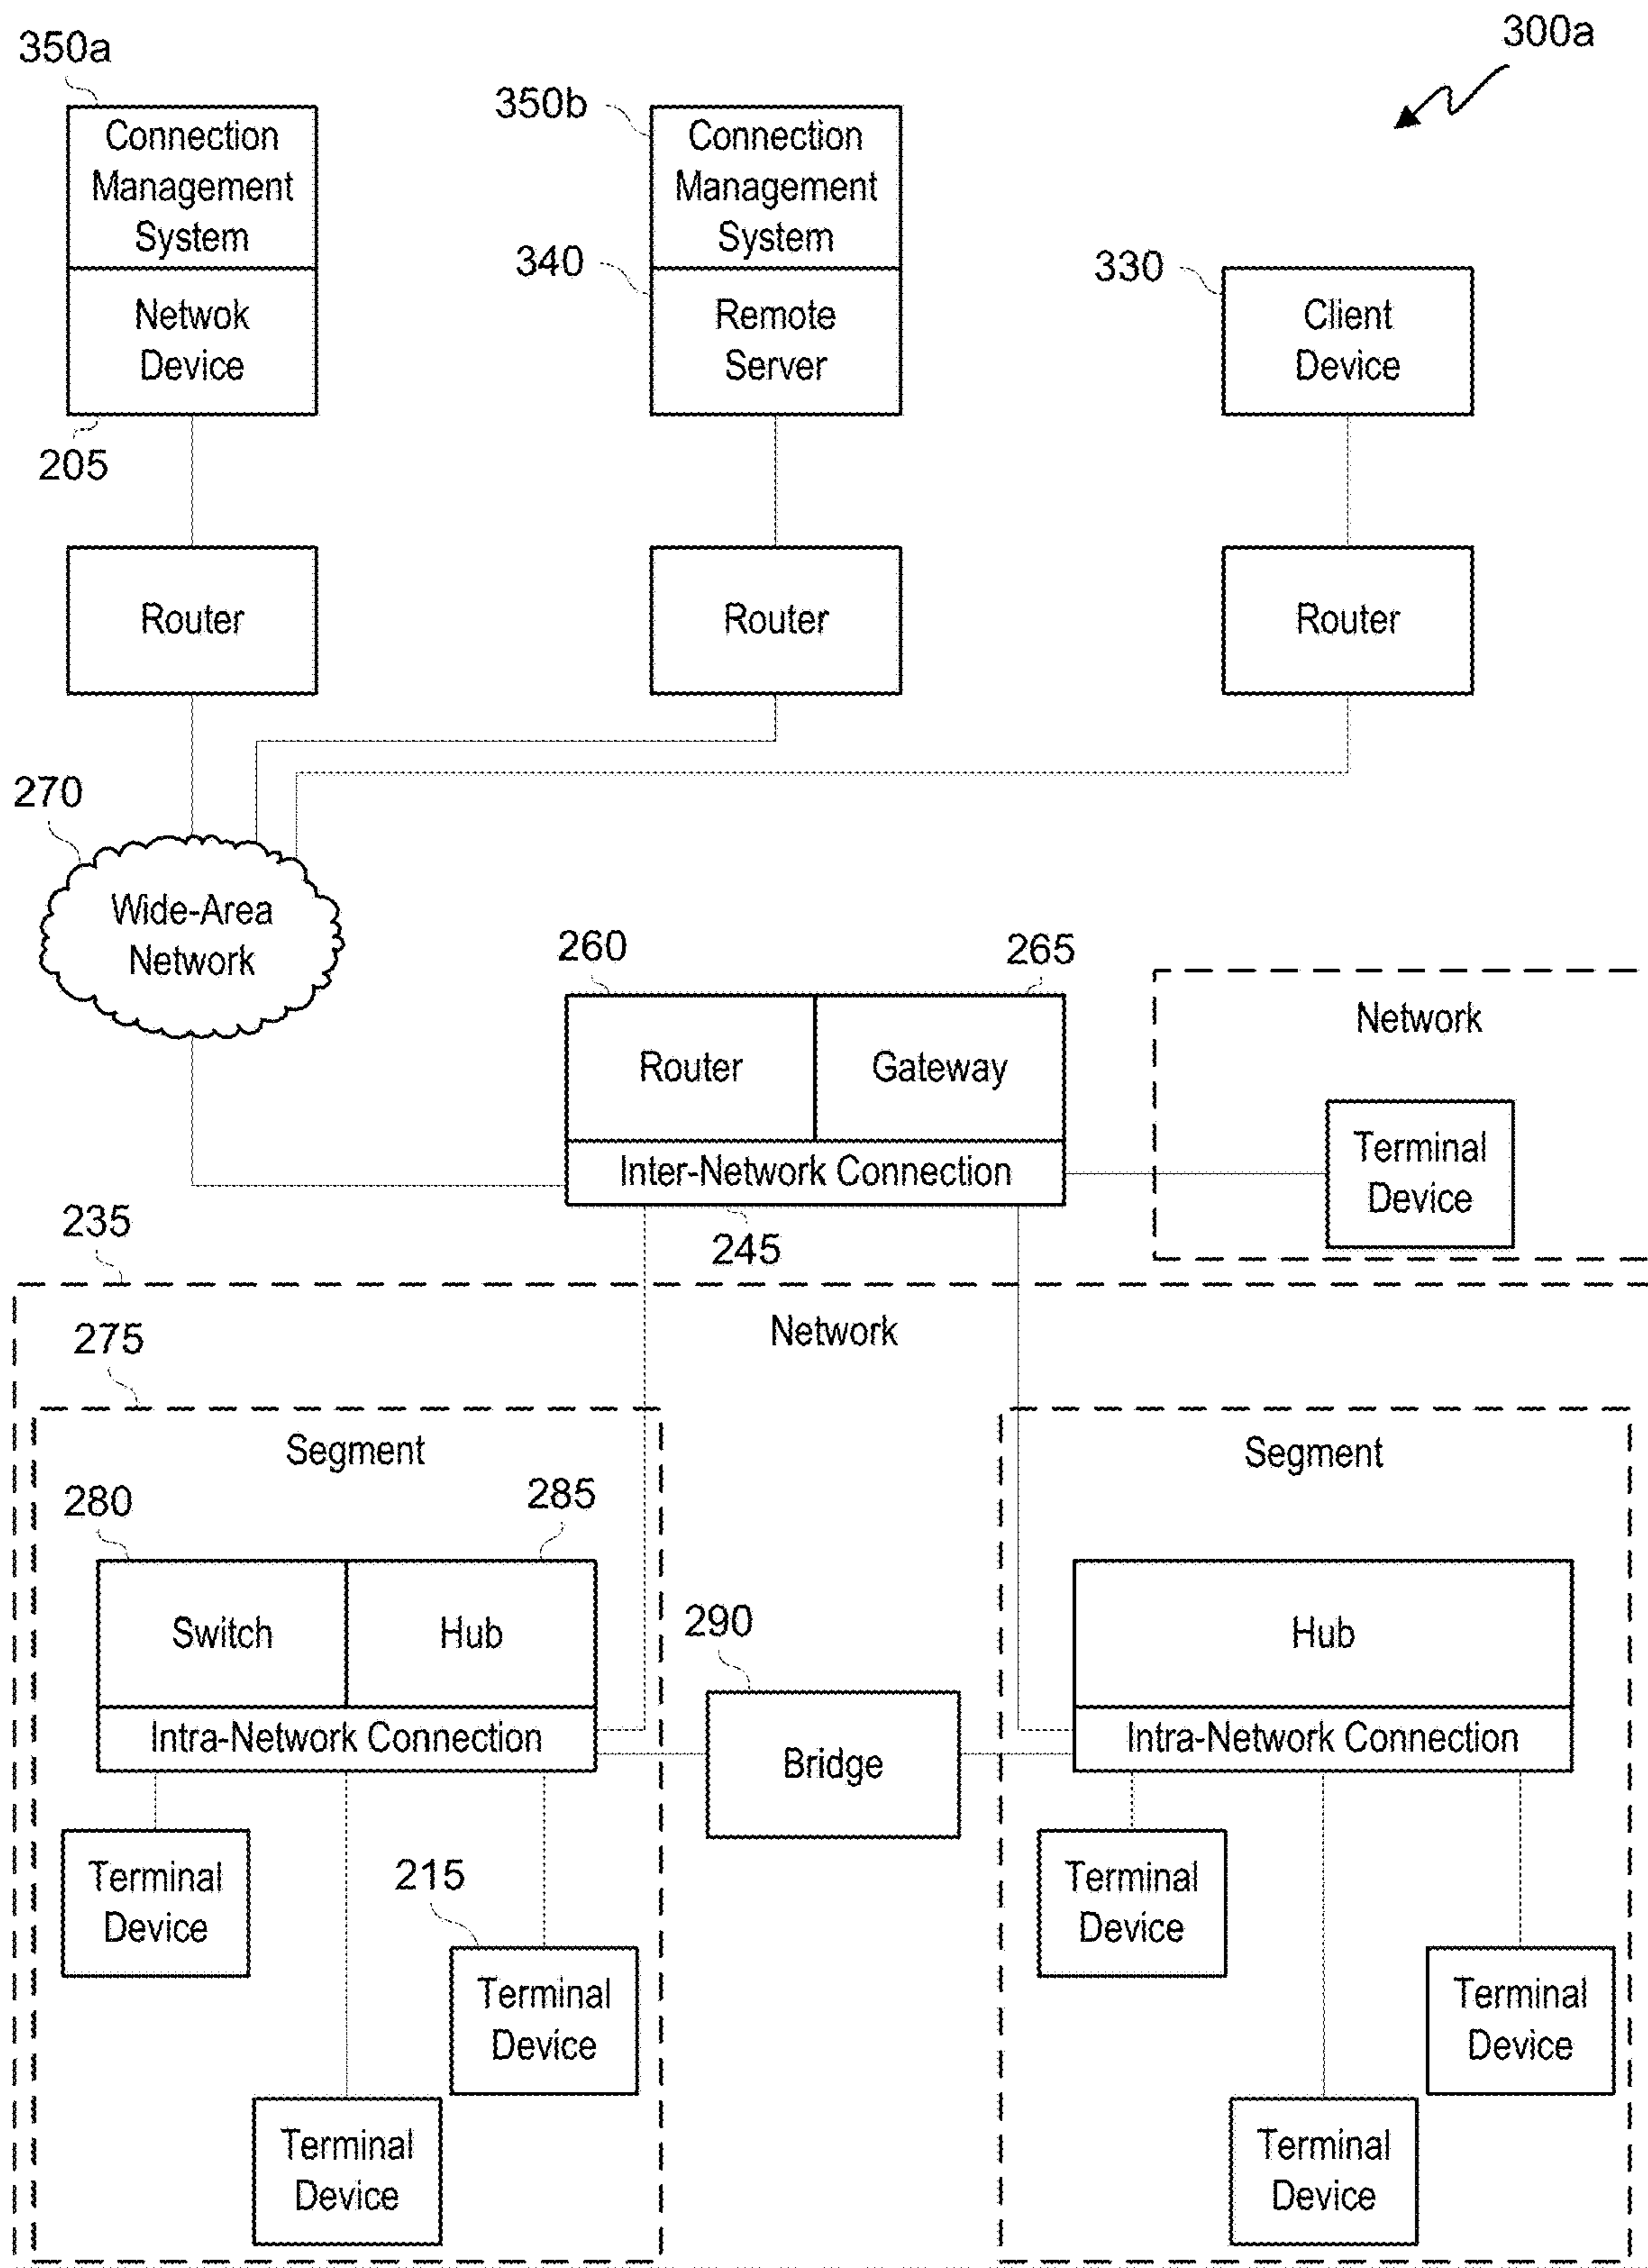 300a
350a
Connection
Management
System
Netwok
Device
205
350b
Connection
Management
System
340
Remote
Server
330
Client
Device
Router
Router
Router
270
Wide-Area
Network
260
265
Router
Gateway
Inter-Network Connection
245
Network
Terminal
Device
235
Network
275
Segment
280
285
Switch
Hub
Intra-Network Connection
Terminal
Device
215
Terminal
Device
Terminal
Device
290
Bridge
Segment
Hub
Intra-Network Connection
Terminal
Device
Terminal
Device
Terminal
Device